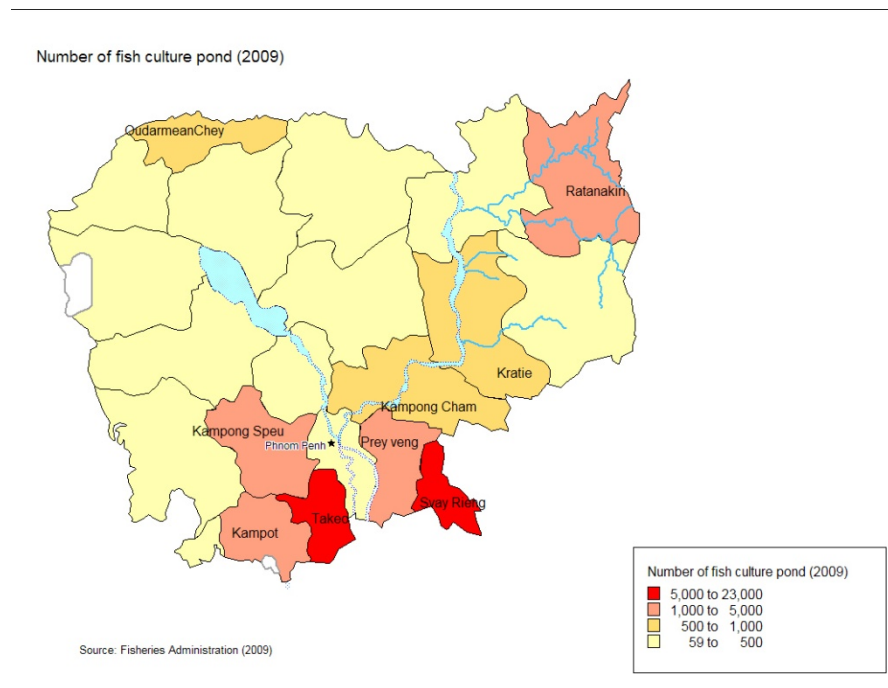 Number of fish culture pond (2009)
OudarmeanChey
Ratanakiri
Kratie
Kampong Cham
Kampong Speu
Prey veng
Phnom Penh
Svay Rieng
Takeo
Kampot
Number of fish culture pond (2009)
5,000 to 23,000
1,000 to 5,000
500 to 1,000
59 to 500
Source: Fisheries Administration (2009)